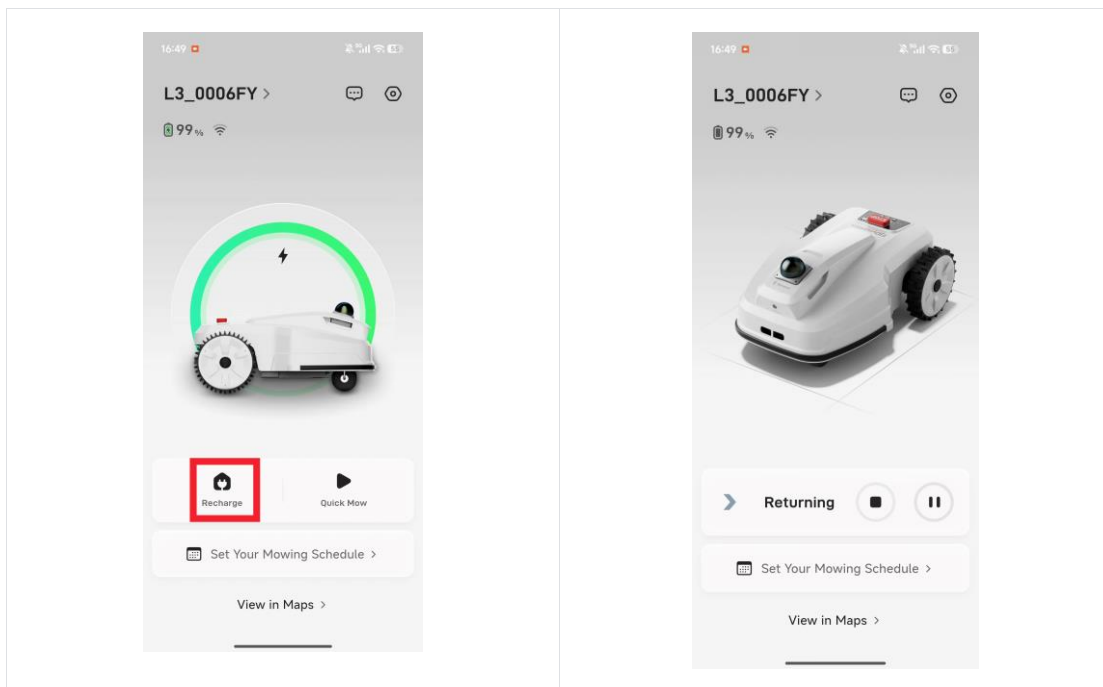 16:49
L3_0006FY >
99%
Recharge
Quick Mow
Set Your Mowing Schedule >
View in Maps >
16:49
L3_0006FY >
99%
Returning
Set Your Mowing Schedule >
View in Maps >